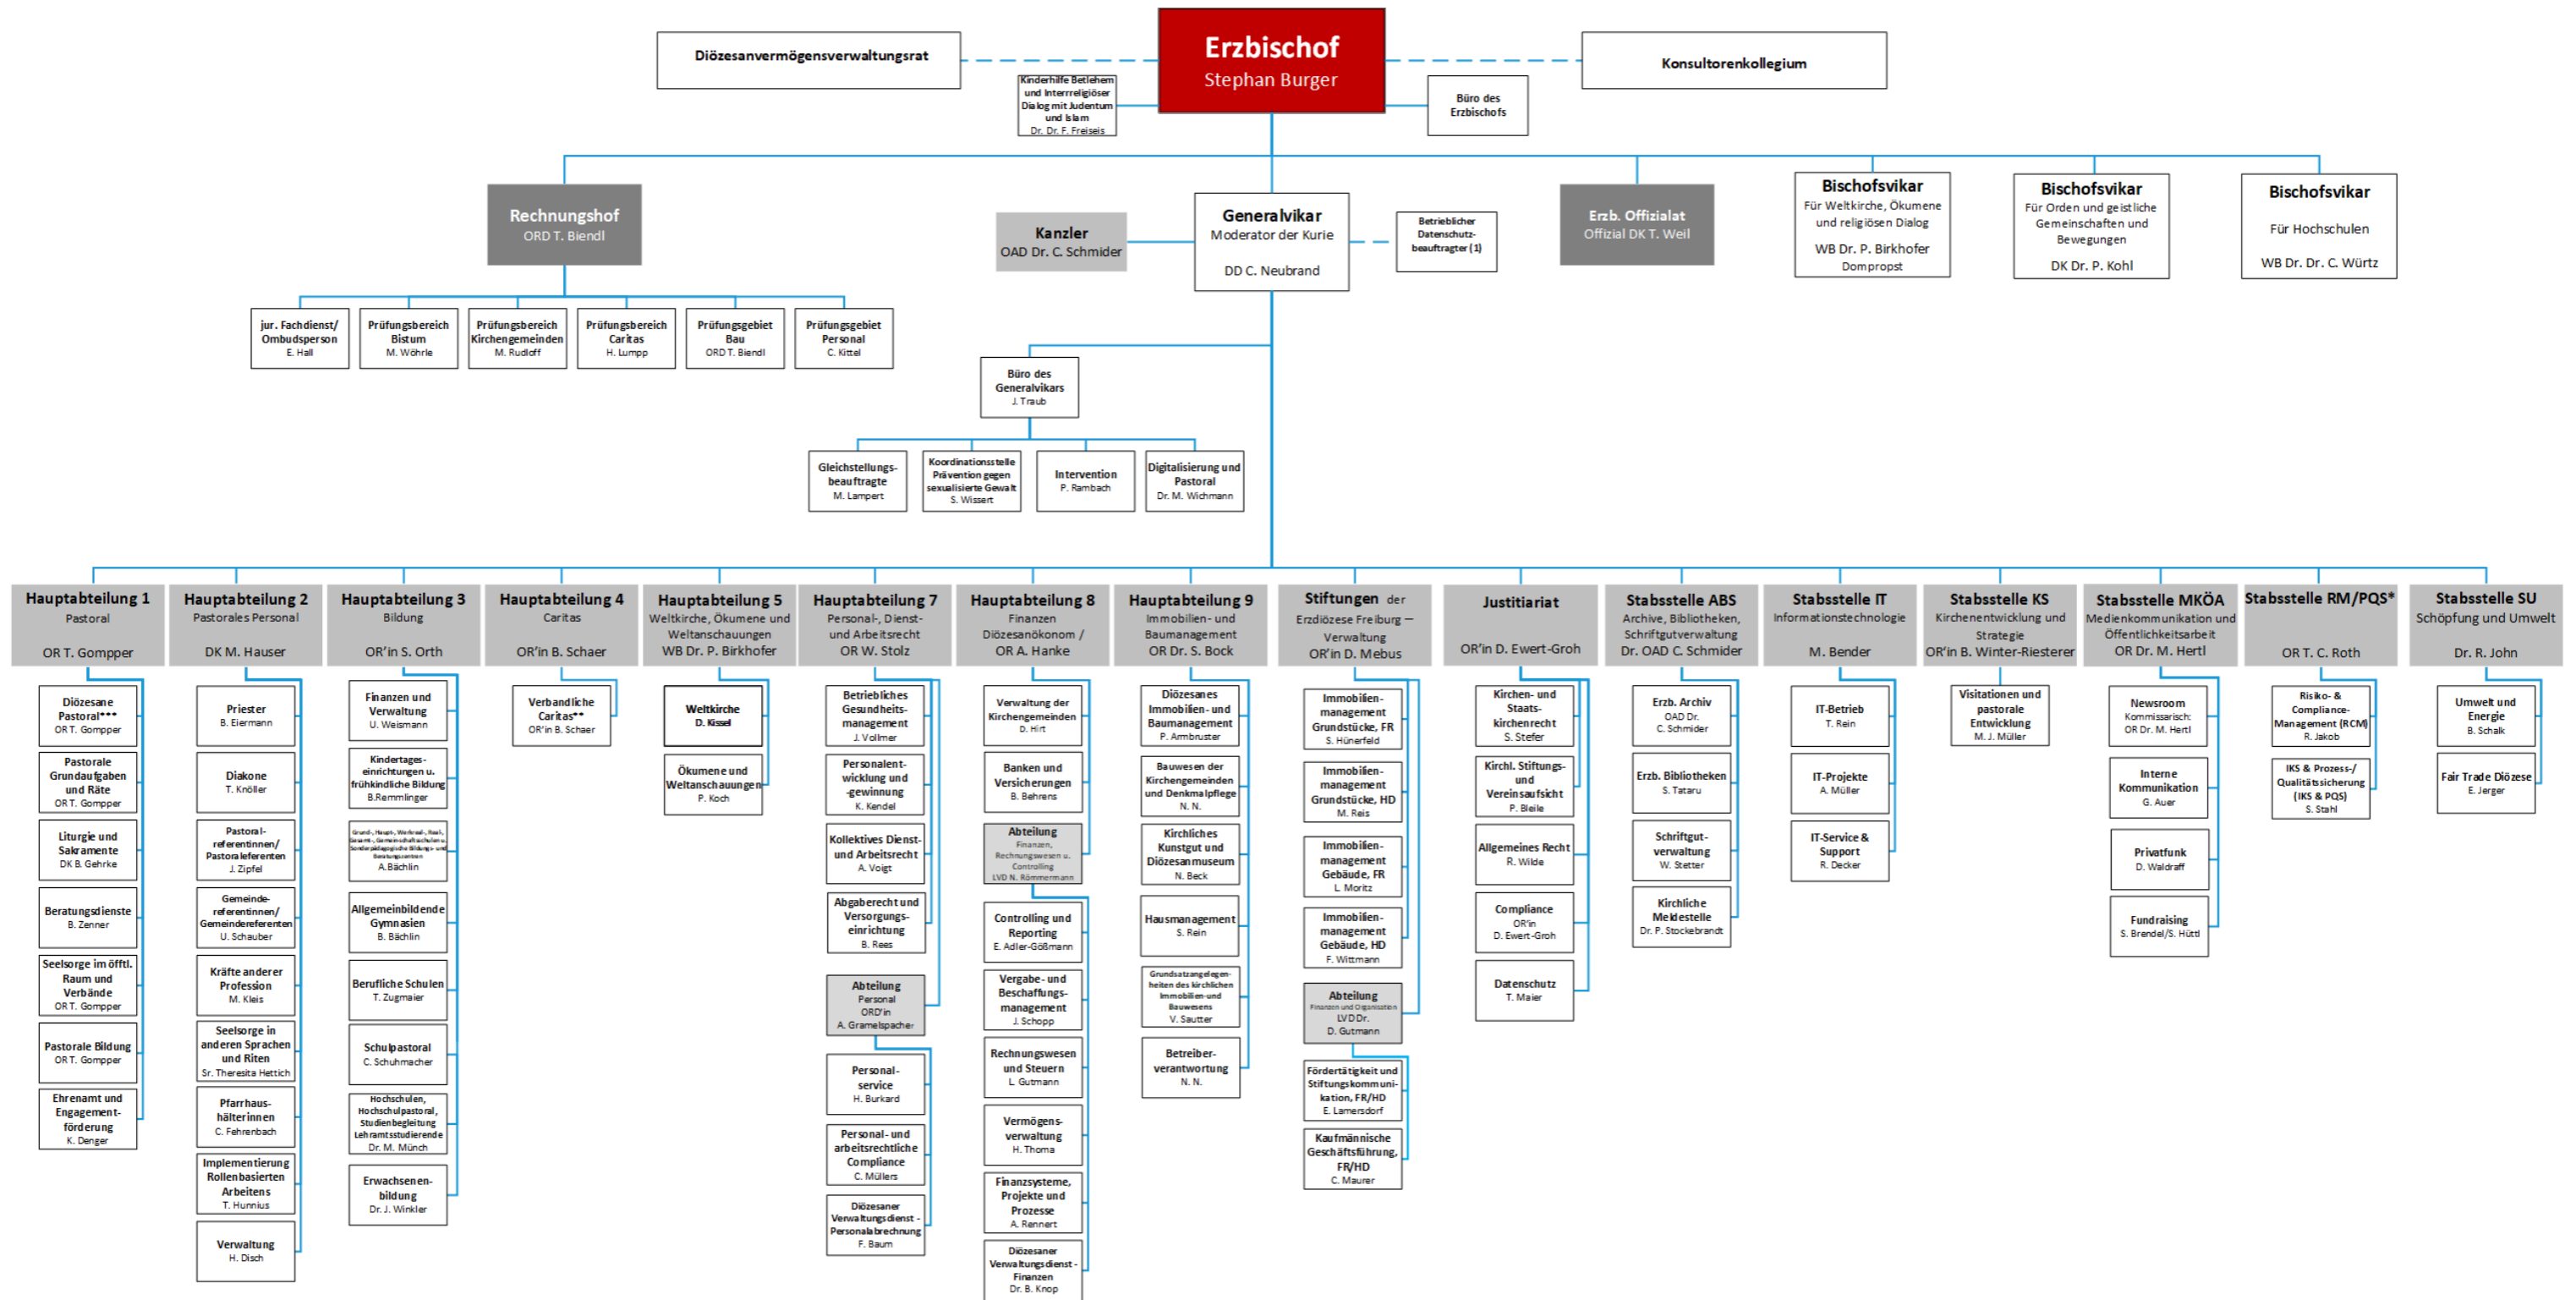 Diözesanvermögensverwaltungsrat
Erzbischof
Stephan Burger
Konsultorenkollegium
Kinderhilfe Betlehem
und Interrreligiöser
Dialog mit Judentum
und Islam
Dr. Dr. F. Freiseis
Büro des
Erzbischofs
Rechnungshof
ORD T. Biendl
Kanzler
OAD Dr. C. Schmider
Generalvikar
Moderator der Kurie
DD C. Neubrand
Betrieblicher
Datenschutz-
beauftragter (1)
Erzb. Offizialat
Offizial DK T. Weil
Bischofsvikar
Für Weltkirche, Ökumene
und religiösen Dialog
WB Dr. P. Birkhofer
Dompropst
Bischofsvikar
Für Orden und geistliche
Gemeinschaften und
Bewegungen
DK Dr. P. Kohl
Bischofsvikar
Für Hochschulen
WB Dr. Dr. C. Würtz
jur. Fachdienst/
Ombudsperson
E. Hall
Prüfungsbereich
Bistum
M. Wöhrle
Prüfungsbereich
Kirchengemeinden
M. Rudloff
Prüfungsbereich
Caritas
H. Lumpp
Prüfungsgebiet
Bau
ORD T. Biendl
Prüfungsgebiet
Personal
C. Kittel
Büro des
Generalvikars
J. Traub
Gleichstellungs-
beauftragte
M. Lampert
Koordinationsstelle
Prävention gegen
sexualisierte Gewalt
S. Wissert
Intervention
P. Rambach
Digitalisierung und
Pastoral
Dr. M. Wichmann
Hauptabteilung 1
Pastoral
OR T. Gompper
Diözesane
Pastoral***
OR T. Gompper
Pastorale
Grundaufgaben
und Räte
OR T. Gompper
Liturgie und
Sakramente
DK B. Gehrke
Beratungsdienste
B. Zenner
Seelsorge im öfftl.
Raum und
Verbände
OR T. Gompper
Pastorale Bildung
OR T. Gompper
Ehrenamt und
Engagement-
förderung
K. Denger
Hauptabteilung 2
Pastorales Personal
DK M. Hauser
Priester
B. Eiermann
Diakone
T. Knöller
Pastoral-
referentinnen/
Pastoraleferenten
J. Zipfel
Gemeinde-
referentinnen/
Gemeindereferenten
U. Schauber
Kräfte anderer
Profession
M. Kleis
Seelsorge in
anderen Sprachen
und Riten
Sr. Theresita Hettich
Pfarrhaus-
hälterinnen
C. Fehrenbach
Implementierung
Rollenbasierten
Arbeitens
T. Hunnius
Verwaltung
H. Disch
Hauptabteilung 3
Bildung
OR'in S. Orth
Finanzen und
Verwaltung
U. Weismann
Kindertages-
einrichtungen u.
frühkindliche Bildung
B.Remmlinger
Grund-, Haupt-, Werkreal-, Real-,
Gesamt-, Gemeinschaftsschulen u.
Sonderpädagogische Bildungs- und
Beratungszentren
A.Bächlin
Allgemeinbildende
Gymnasien
B. Bächlin
Berufliche Schulen
T. Zugmaier
Schulpastoral
C. Schuhmacher
Hochschulen,
Hochschulpastoral,
Studienbegleitung
Lehramtsstudierende
Dr. M. Münch
Erwachsenen-
bildung
Dr. J. Winkler
Hauptabteilung 4
Caritas
OR'in B. Schaer
Verbandliche
Caritas**
OR'in B. Schaer
Hauptabteilung 5
Weltkirche, Ökumene und
Weltanschauungen
WB Dr. P. Birkhofer
Weltkirche
D. Kissel
Ökumene und
Weltanschauungen
P. Koch
Hauptabteilung 7
Personal-, Dienst-
und Arbeitsrecht
OR W. Stolz
Betriebliches
Gesundheits-
management
J. Vollmer
Personalent-
wicklung und
-gewinnung
K. Kendel
Kollektives Dienst-
und Arbeitsrecht
A. Voigt
Abgaberecht und
Versorgungs-
einrichtung
B. Rees
Abteilung
Personal
ORD'in
A. Gramelspacher
Personal-
service
H. Burkard
Personal- und
arbeitsrechtliche
Compliance
C. Müllers
Diözesaner
Verwaltungsdienst -
Personalabrechnung
F. Baum
Hauptabteilung 8
Finanzen
Diözesanökonom /
OR A. Hanke
Verwaltung der
Kirchengemeinden
D. Hirt
Banken und
Versicherungen
B. Behrens
Abteilung
Finanzen,
Rechnungswesen u.
Controlling
LVD N. Römmermann
Controlling und
Reporting
E. Adler-Gößmann
Vergabe- und
Beschaffungs-
management
J. Schopp
Rechnungswesen
und Steuern
L. Gutmann
Vermögens-
verwaltung
H. Thoma
Finanzsysteme,
Projekte und
Prozesse
A. Rennert
Diözesaner
Verwaltungsdienst -
Finanzen
Dr. B. Knop
Hauptabteilung 9
Immobilien- und
Baumanagement
OR Dr. S. Bock
Diözesanes
Immobilien- und
Baumanagement
P. Armbruster
Bauwesen der
Kirchengemeinden
und Denkmalpflege
N. N.
Kirchliches
Kunstgut und
Diözesanmuseum
N. Beck
Hausmanagement
S. Rein
Grundsatzangelegen-
heiten des kirchlichen
Immobilien-und
Bauwesens
V. Sautter
Betreiber-
verantwortung
N. N.
Stiftungen der
Erzdiözese Freiburg –
Verwaltung
OR'in D. Mebus
Immobilien-
management
Grundstücke, FR
S. Hünerfeld
Immobilien-
management
Grundstücke, HD
M. Reis
Immobilien-
management
Gebäude, FR
L. Moritz
Immobilien-
management
Gebäude, HD
F. Wittmann
Abteilung
Finanzen und Organisation
LVD Dr.
D. Gutmann
Fördertätigkeit und
Stiftungskommuni-
kation, FR/HD
E. Lamersdorf
Kaufmännische
Geschäftsführung,
FR/HD
C. Maurer
Justitiariat
OR'in D. Ewert-Groh
Kirchen- und
Staats-
kirchenrecht
S. Stefer
Kirchl. Stiftungs-
und
Vereinsaufsicht
P. Bleile
Allgemeines Recht
R. Wilde
Compliance
OR'in
D. Ewert-Groh
Datenschutz
T. Maier
Stabsstelle ABS
Archive, Bibliotheken,
Schriftgutverwaltung
Dr. OAD C. Schmider
Erzb. Archiv
OAD Dr.
C. Schmider
Erzb. Bibliotheken
S. Tataru
Schriftgut-
verwaltung
W. Stetter
Kirchliche
Meldestelle
Dr. P. Stockebrandt
Stabsstelle IT
Informationstechnologie
M. Bender
IT-Betrieb
T. Rein
IT-Projekte
A. Müller
IT-Service &
Support
R. Decker
Stabsstelle KS
Kirchenentwicklung und
Strategie
OR'in B. Winter-Riesterer
Visitationen und
pastorale
Entwicklung
M. J. Müller
Stabsstelle MKÖA
Medienkommunikation und
Öffentlichkeitsarbeit
OR Dr. M. Hertl
Newsroom
Kommissarisch:
OR Dr. M. Hertl
Interne
Kommunikation
G. Auer
Privatfunk
D. Waldraff
Fundraising
S. Brendel/S. Hüttl
Stabsstelle RM/PQS*
OR T. C. Roth
Risiko- &
Compliance-
Management (RCM)
R. Jakob
IKS & Prozess-/
Qualitätssicherung
(IKS & PQS)
S. Stahl
Stabsstelle SU
Schöpfung und Umwelt
Dr. R. John
Umwelt und
Energie
B. Schalk
Fair Trade Diözese
E. Jerger